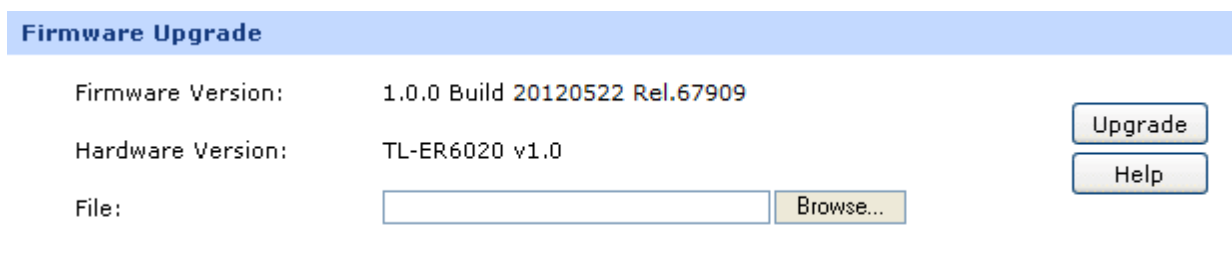 Firmware Upgrade
Firmware Version: 1.0.0 Build 20120522 Rel.67909
Upgrade
Hardware Version: TL-ER6020 v1.0
Help
File: Browse...